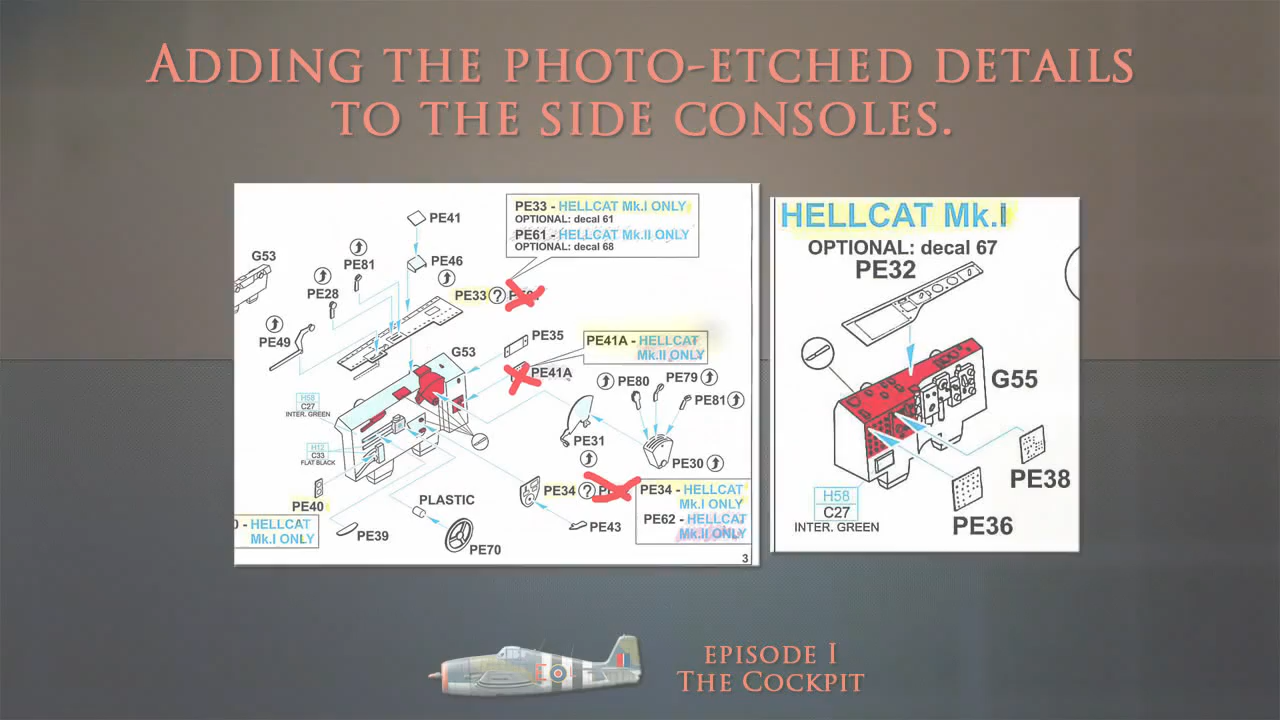 Adding the photo-etched details
to the side consoles.
PE41
PE33 - HELLCAT Mk.I ONLY
OPTIONAL: decal 61
PE61 - HELLCAT Mk.II ONLY
OPTIONAL: decal 68
G53
PE81
PE46
PE28
PE33 ?
PE49
PE35
G53
PE41A - HELLCAT
Mk.II ONLY
PE41A
PE80
PE79
PE81
H58
C27
INTER. GREEN
PE31
H12
C33
FLAT BLACK
PE30
PE40
PE34 ?
PE34 - HELLCAT
Mk.I ONLY
PE62 - HELLCAT
Mk.II ONLY
PLASTIC
- HELLCAT
Mk.I ONLY
PE39
PE43
PE70
3
HELLCAT Mk.I
OPTIONAL: decal 67
PE32
G55
PE38
PE36
H58
C27
INTER. GREEN
E
episode I
The Cockpit